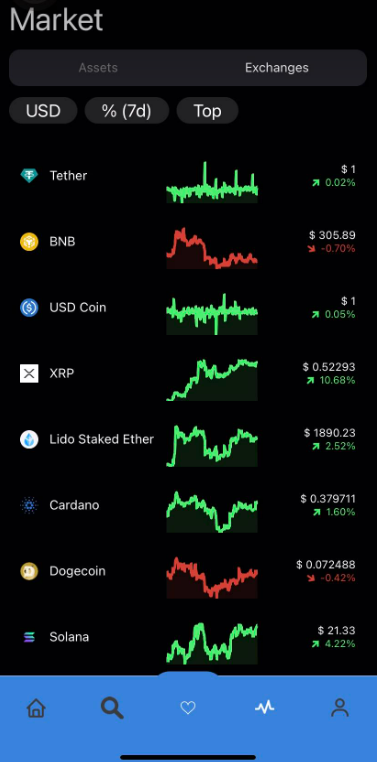 Market
Assets Exchanges
USD % (7d) Top
Tether $ 1
0.02%
BNB $ 305.89
-0.70%
USD Coin $ 1
0.05%
XRP $ 0.52293
10.68%
Lido Staked Ether $ 1890.23
2.52%
Cardano $ 0.379711
1.60%
Dogecoin $ 0.072488
-0.42%
Solana $ 21.33
4.22%